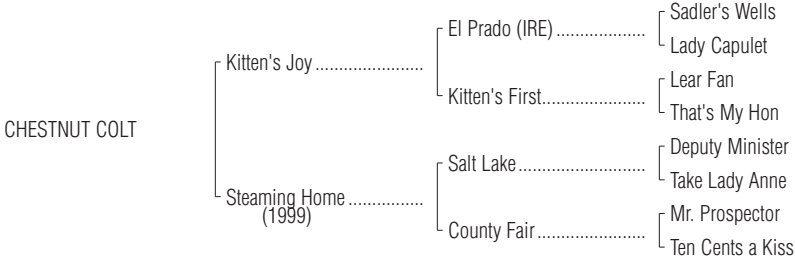 Sadler's Wells
El Prado (IRE)
Lady Capulet
Kitten's Joy
Lear Fan
Kitten's First
That's My Hon
CHESTNUT COLT
Deputy Minister
Salt Lake
Take Lady Anne
Steaming Home
(1999)
Mr. Prospector
County Fair
Ten Cents a Kiss